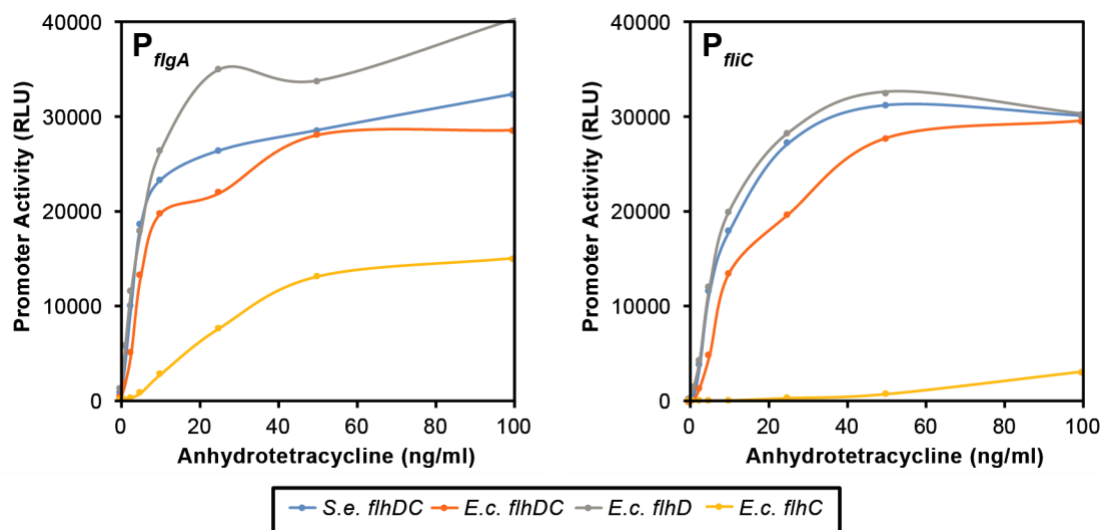 P flgA
40000
30000
20000
10000
0
Promoter Activity (RLU)
0 20 40 60 80 100
Anhydrotetracycline (ng/ml)
P fliC
40000
30000
20000
10000
0
Promoter Activity (RLU)
0 20 40 60 80 100
Anhydrotetracycline (ng/ml)
S.e. flhDC E.c. flhDC E.c. flhD E.c. flhC